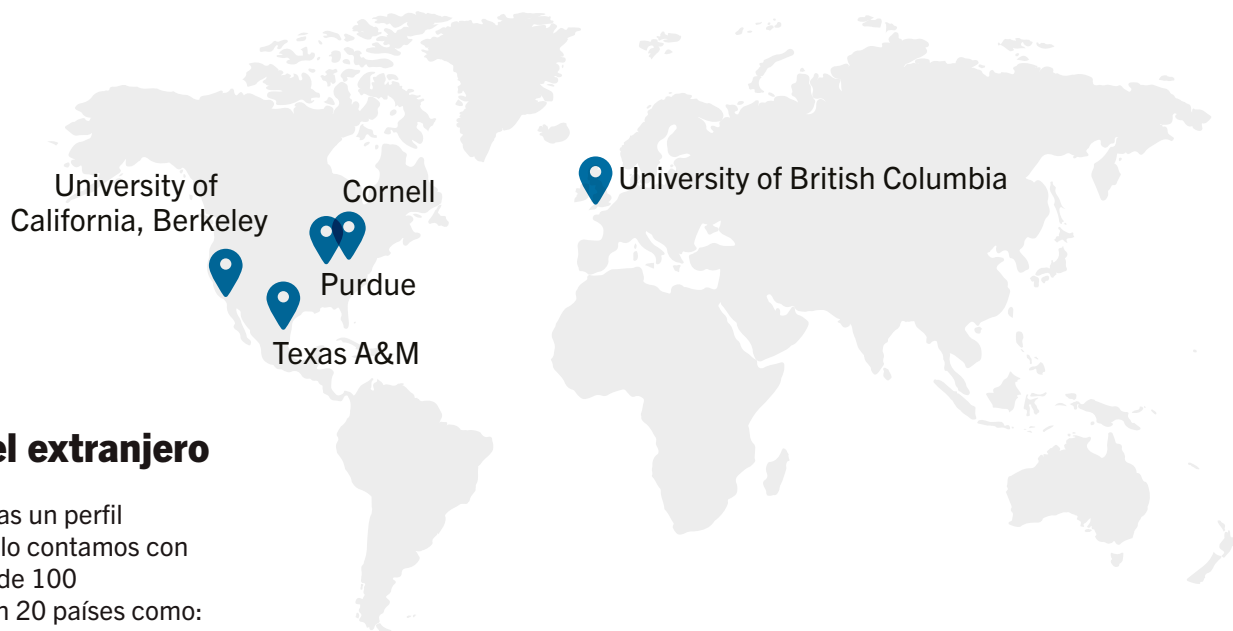 University of
California, Berkeley
Cornell
University of British Columbia
Purdue
Texas A&M
el extranjero
as un perfil
lo contamos con
de 100
n 20 países como: